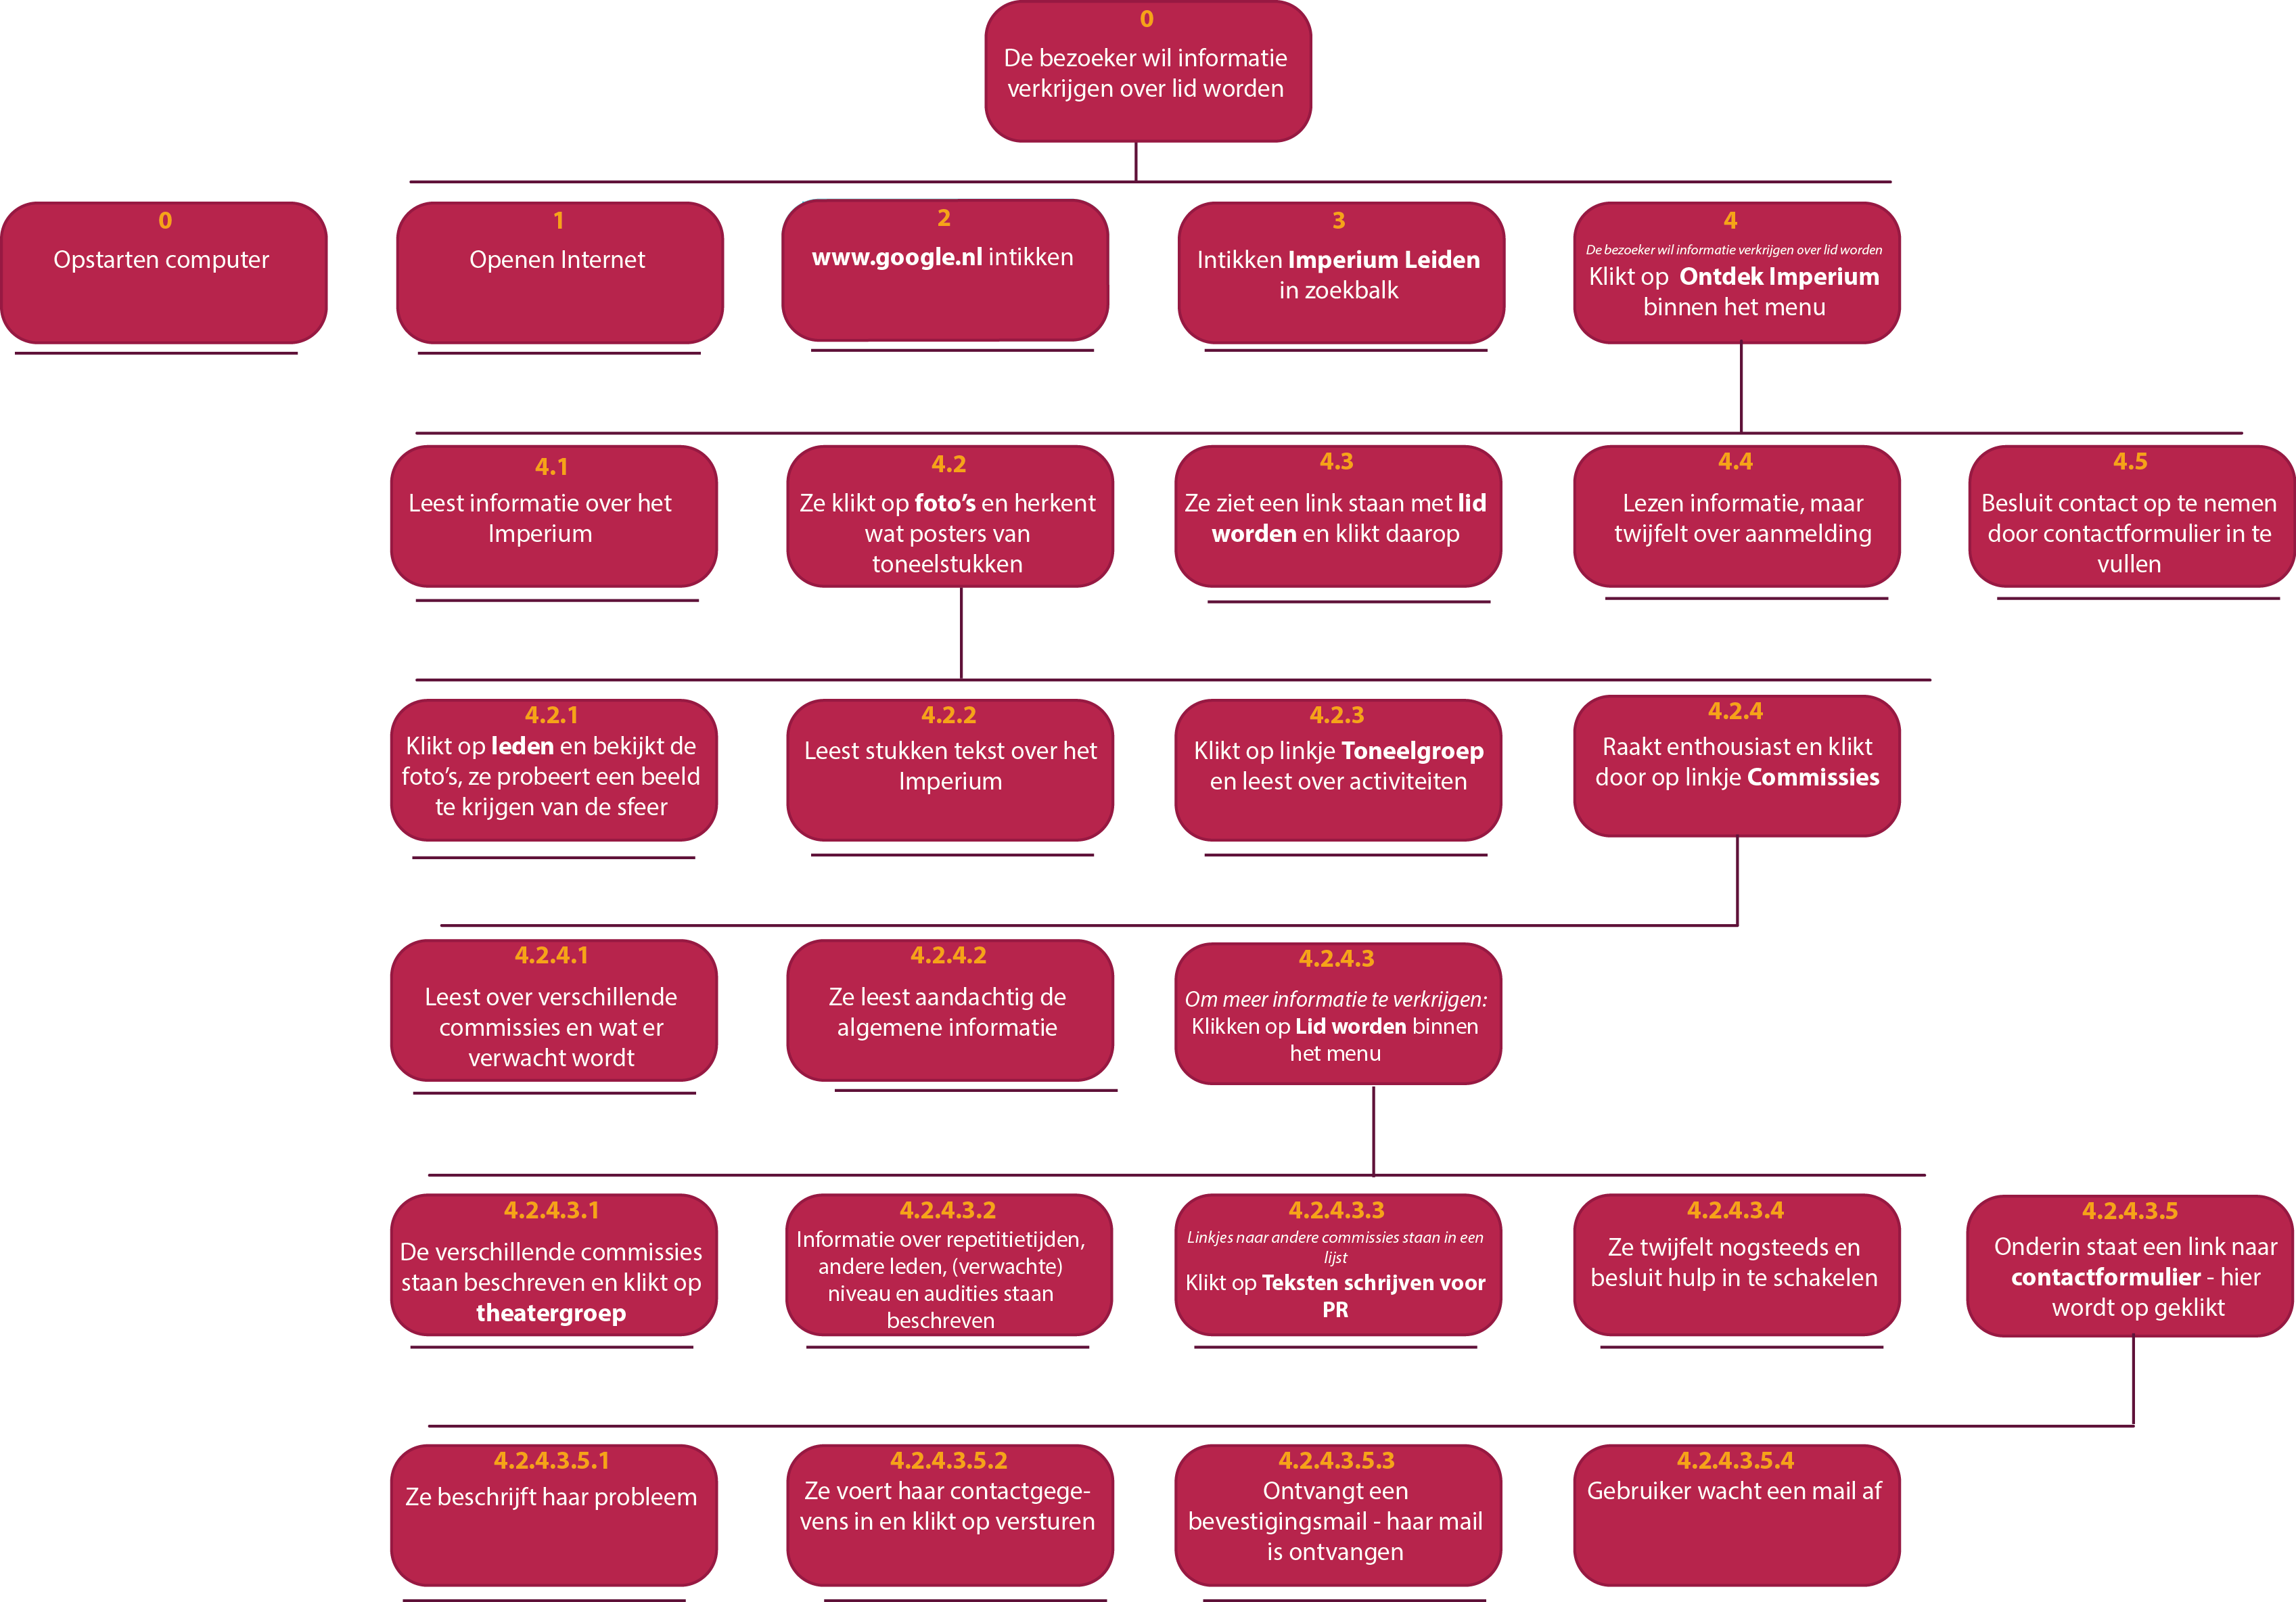 0
De bezoeker wil informatie
verkrijgen over lid worden
0
Opstarten computer
1
Openen Internet
2
www.google.nl intikken
3
Intikken Imperium Leiden
in zoekbalk
4
De bezoeker wil informatie verkrijgen over lid worden
Klikt op Ontdek Imperium
binnen het menu
4.1
Leest informatie over het
Imperium
4.2
Ze klikt op foto's en herkent
wat posters van
toneelstukken
4.3
Ze ziet een link staan met lid
worden en klikt daarop
4.4
Lezen informatie, maar
twijfelt over aanmelding
4.5
Besluit contact op te nemen
door contactformulier in te
vullen
4.2.1
Klikt op leden en bekijkt de
foto's, ze probeert een beeld
te krijgen van de sfeer
4.2.2
Leest stukken tekst over het
Imperium
4.2.3
Klikt op linkje Toneelgroep
en leest over activiteiten
4.2.4
Raakt enthousiast en klikt
door op linkje Commissies
4.2.4.1
Leest over verschillende
commissies en wat er
verwacht wordt
4.2.4.2
Ze leest aandachtig de
algemene informatie
4.2.4.3
Om meer informatie te verkrijgen:
Klikken op Lid worden binnen
het menu
4.2.4.3.1
De verschillende commissies
staan beschreven en klikt op
theatergroep
4.2.4.3.2
Informatie over repetitietijden,
andere leden, (verwachte)
niveau en audities staan
beschreven
4.2.4.3.3
Linkjes naar andere commissies staan in een
lijst
Klikt op Teksten schrijven voor
PR
4.2.4.3.4
Ze twijfelt nogsteeds en
besluit hulp in te schakelen
4.2.4.3.5
Onderin staat een link naar
contactformulier - hier
wordt op geklikt
4.2.4.3.5.1
Ze beschrijft haar probleem
4.2.4.3.5.2
Ze voert haar contactgege-
vens in en klikt op versturen
4.2.4.3.5.3
Ontvangt een
bevestigingsmail - haar mail
is ontvangen
4.2.4.3.5.4
Gebruiker wacht een mail af